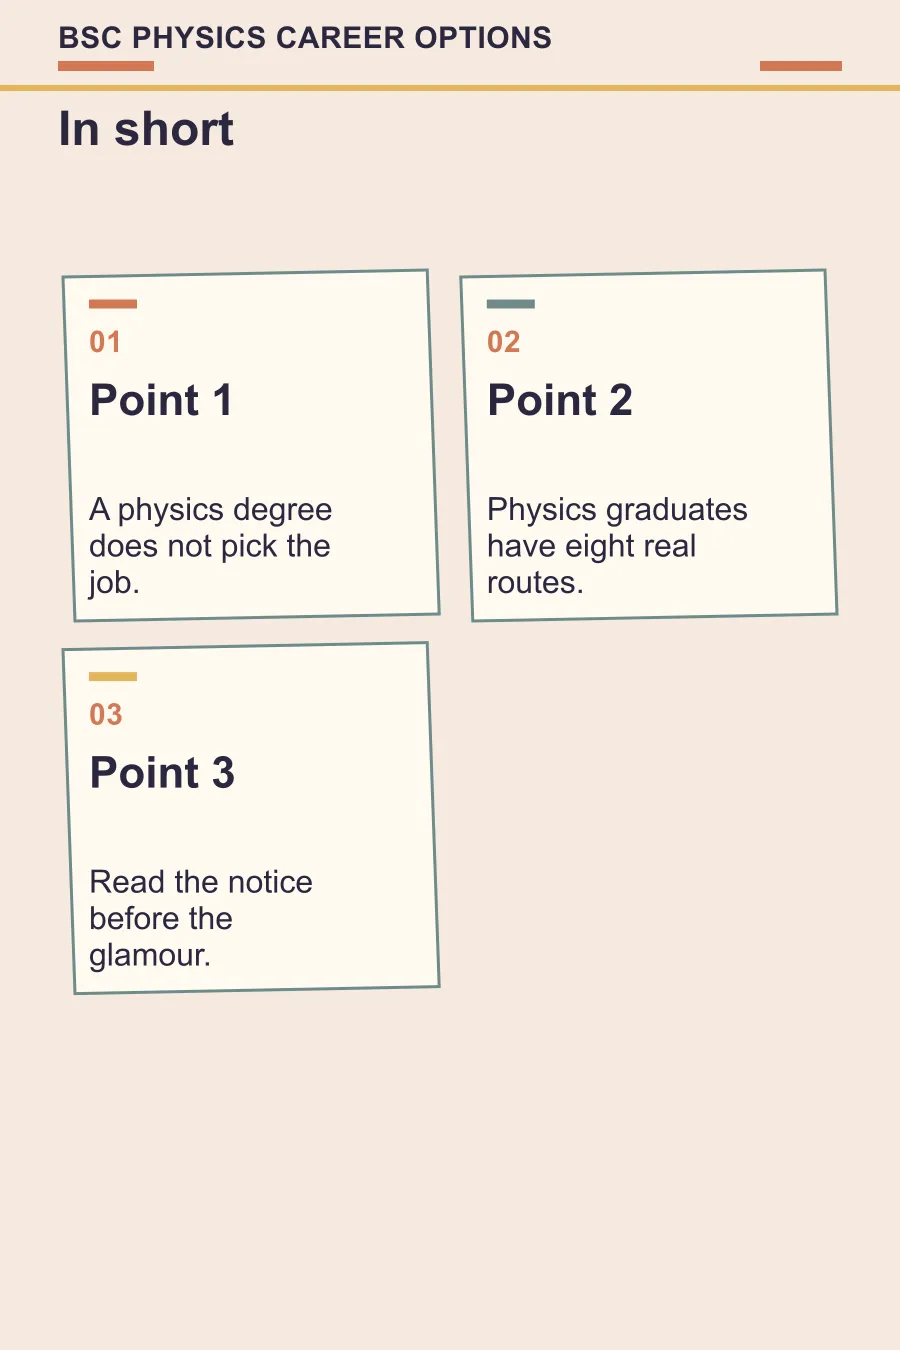 BSC PHYSICS CAREER OPTIONS
In short
01
Point 1
A physics degree
does not pick the
job.
02
Point 2
Physics graduates
have eight real
routes.
03
Point 3
Read the notice
before the
glamour.